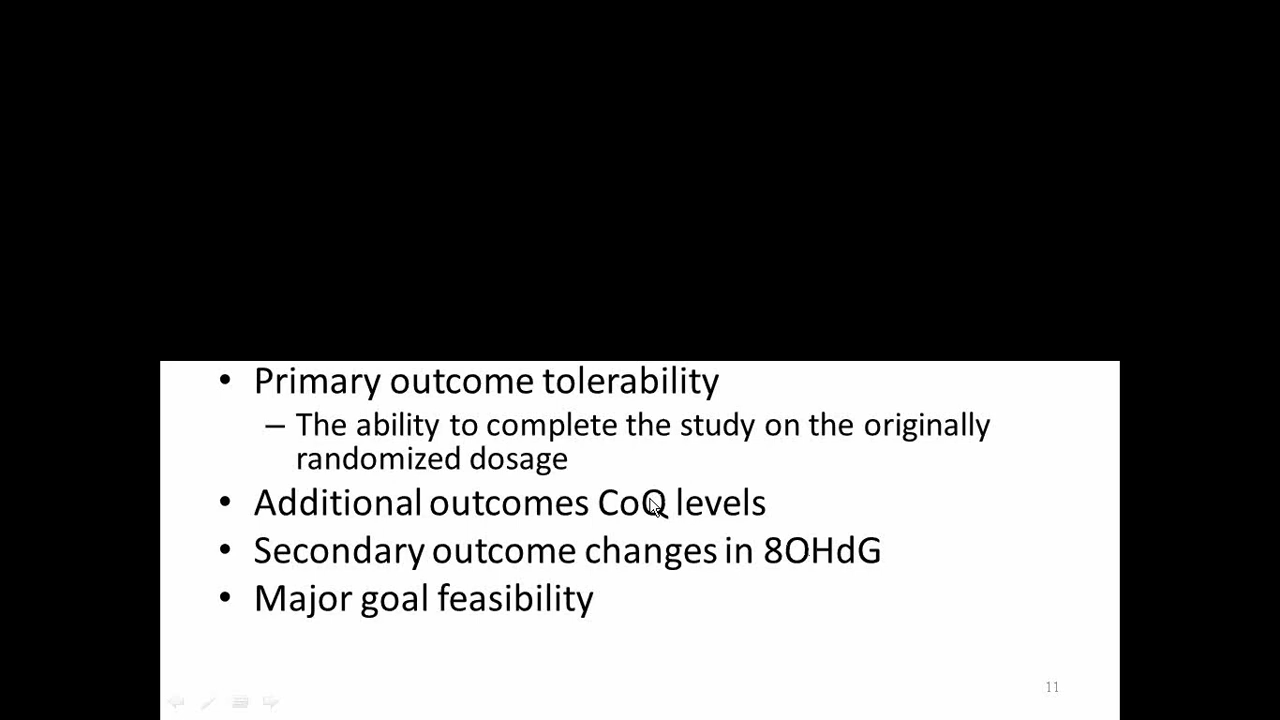 • Primary outcome tolerability
– The ability to complete the study on the originally
randomized dosage
• Additional outcomes CoQ levels
• Secondary outcome changes in 8OHdG
• Major goal feasibility
11